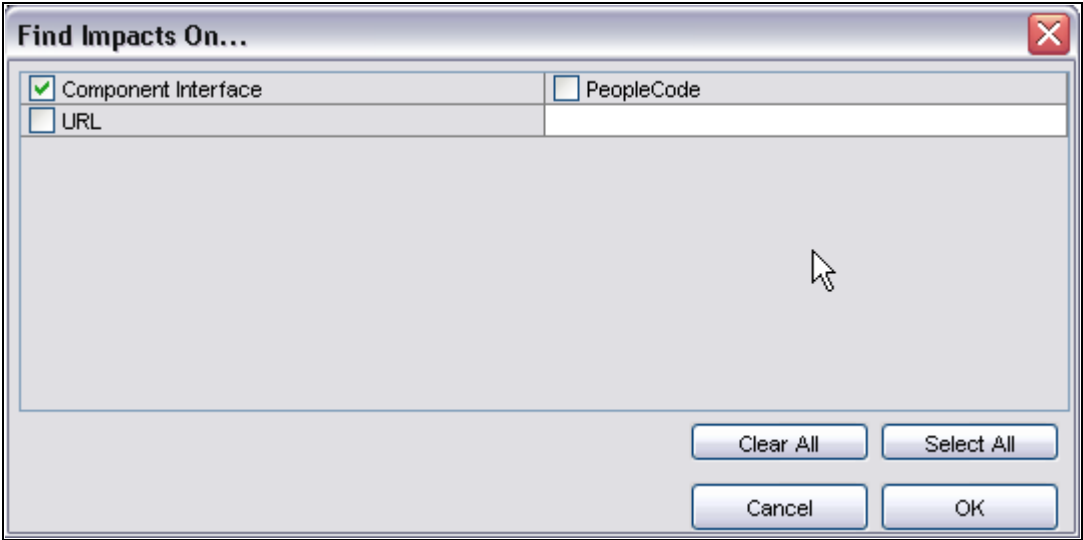 Find Impacts On...
Component Interface
PeopleCode
URL
Clear All
Select All
Cancel
OK